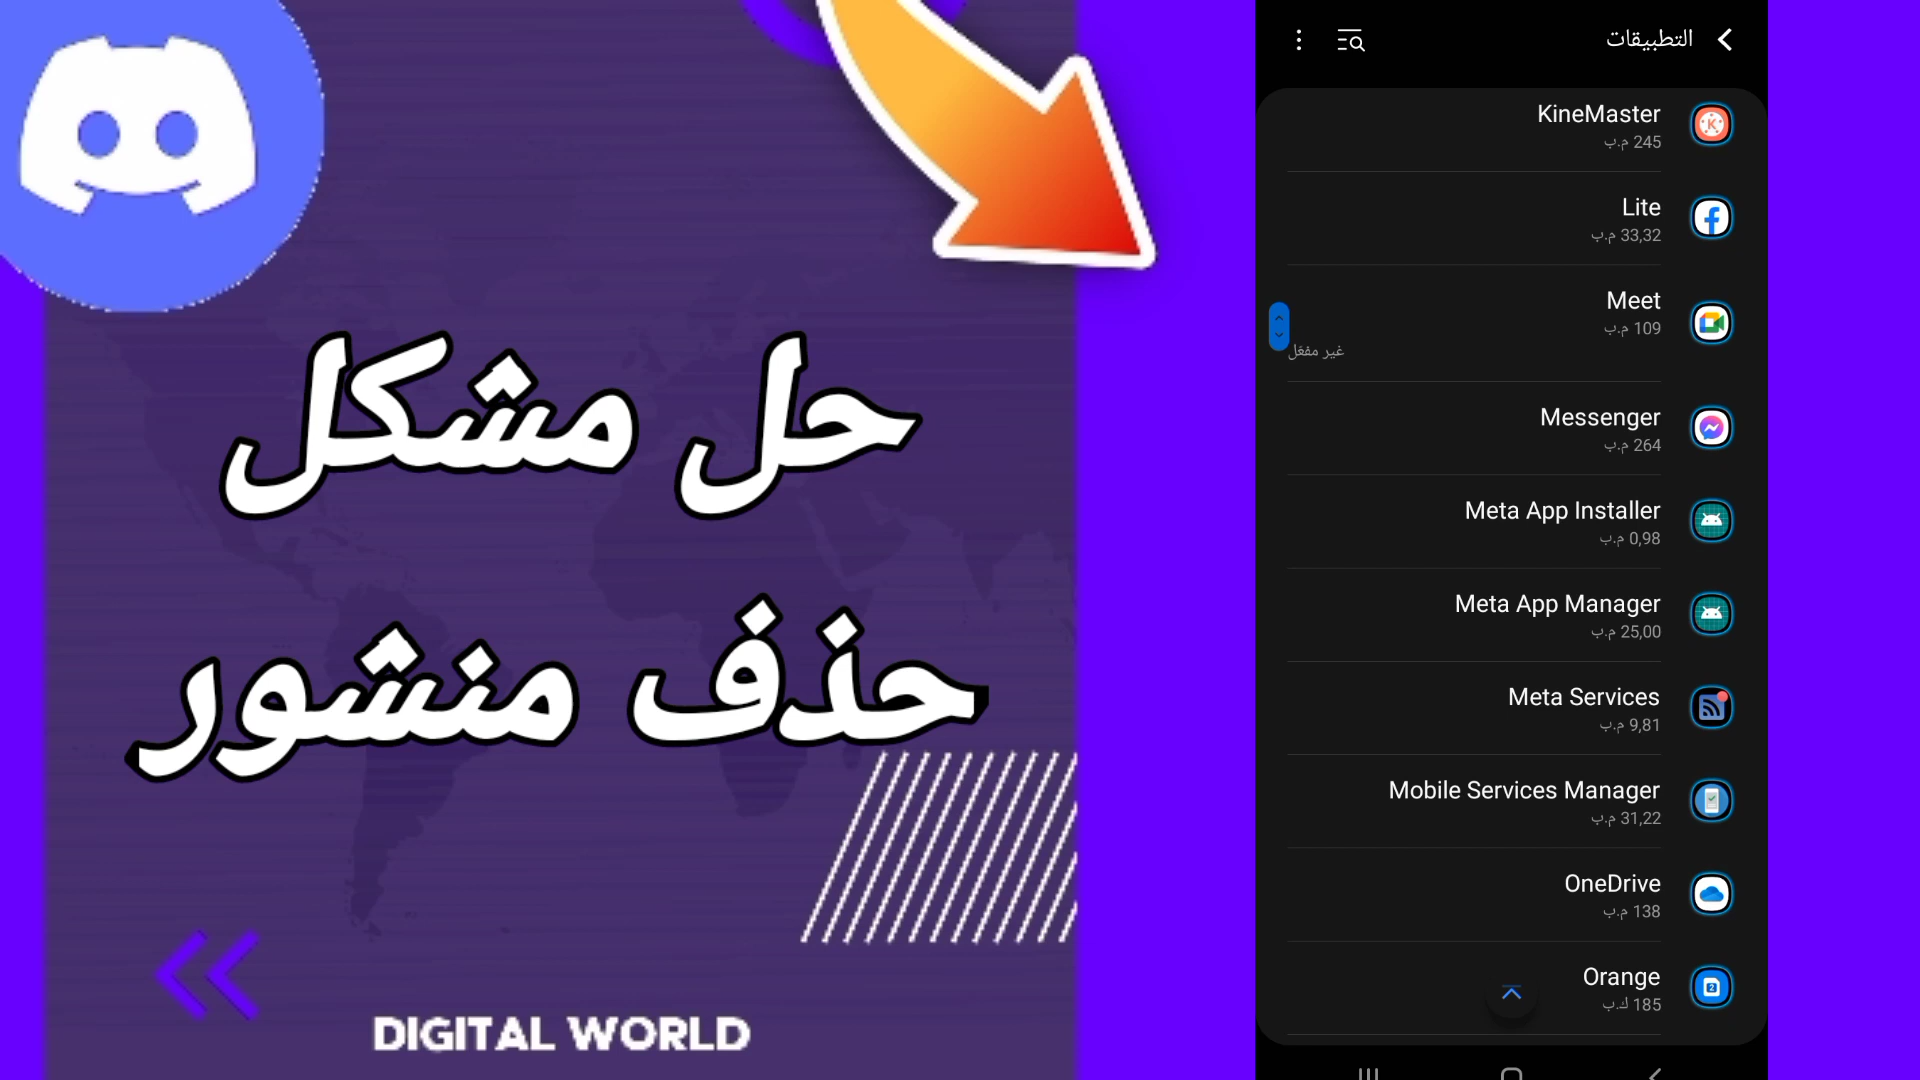 حل مشكل
حذف منشور
DIGITAL WORLD
التطبيقات
KineMaster
245 م.ب
Lite
33,32 م.ب
Meet
109 م.ب
غير مفعّل
Messenger
264 م.ب
Meta App Installer
0,98 م.ب
Meta App Manager
25,00 م.ب
Meta Services
9,81 م.ب
Mobile Services Manager
31,22 م.ب
OneDrive
138 م.ب
Orange
185 ك.ب